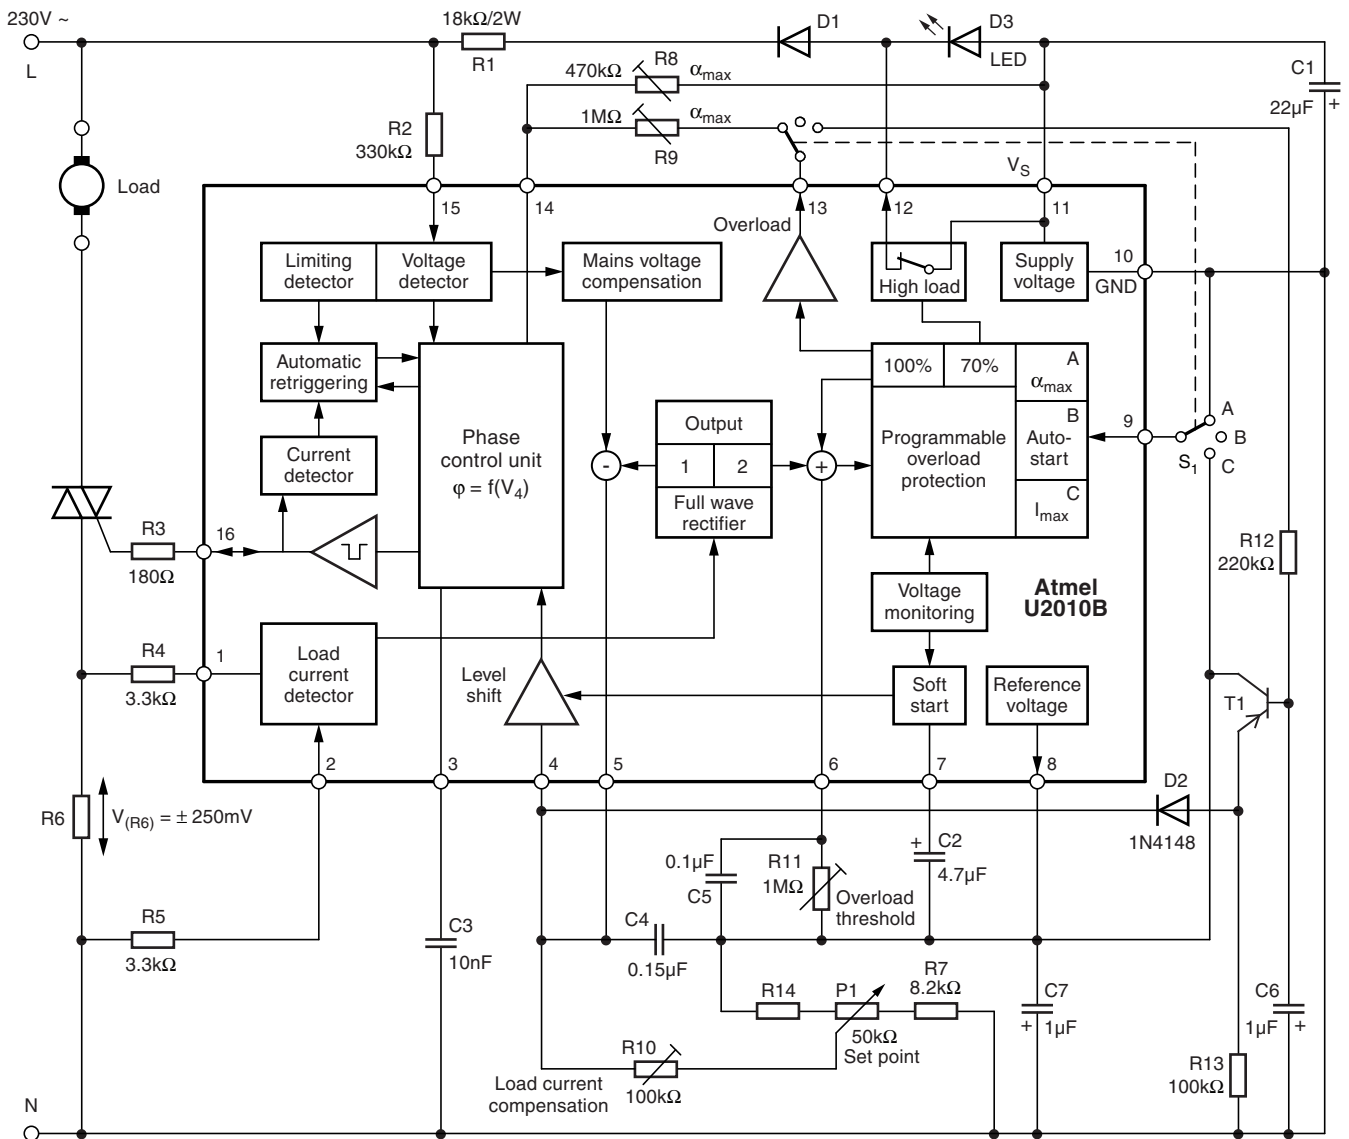 230V ~
L
18kΩ/2W
R1
D1
D3
LED
C1
22µF
+
470kΩ
R8
αmax
1MΩ
αmax
R9
R2
330kΩ
Load
15
14
13
12
VS
11
Overload
Limiting
detector
Voltage
detector
Mains voltage
compensation
High load
Supply
voltage
10
GND
Automatic
retriggering
Phase
control unit
φ = f(V4)
Current
detector
100%
70%
A
αmax
B
Auto-
start
C
Imax
Programmable
overload
protection
Output
1
2
Full wave
rectifier
-
+
9
A
B
C
S1
R3
180Ω
16
R12
220kΩ
Voltage
monitoring
Atmel
U2010B
R4
3.3kΩ
1
Load
current
detector
Level
shift
Soft
start
Reference
voltage
T1
2
3
4
5
6
7
8
R6
V(R6) = ± 250mV
D2
1N4148
0.1µF
C5
R11
1MΩ
Overload
threshold
+
C2
4.7µF
R5
3.3kΩ
C3
10nF
C4
0.15µF
R14
P1
50kΩ
Set point
R7
8.2kΩ
C7
1µF
+
C6
1µF
+
R10
100kΩ
Load current
compensation
R13
100kΩ
N